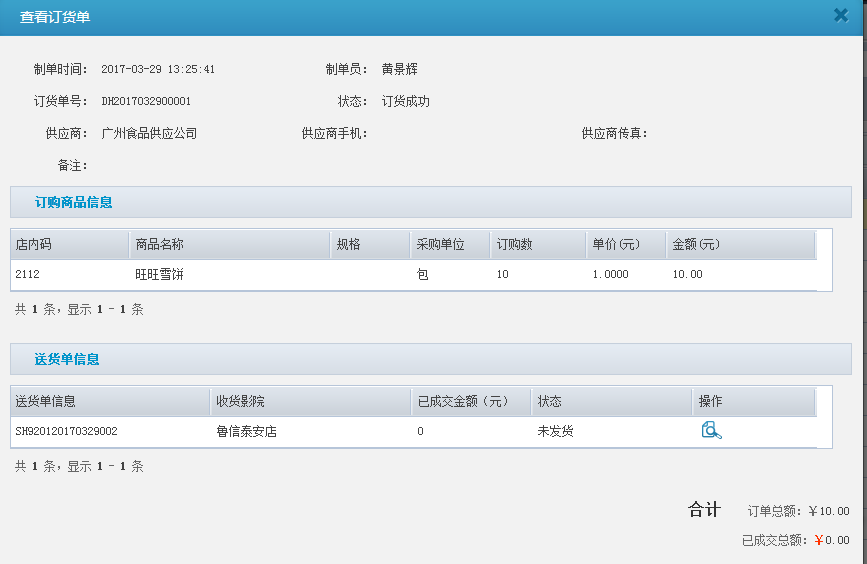 查看订货单
制单时间: 2017-03-29 13:25:41 制单员: 黄景辉
订货单号: DH2017032900001 状态: 订货成功
供应商: 广州食品供应公司 供应商手机: 供应商传真:
备注:
订购商品信息
店内码 商品名称 规格 采购单位 订购数 单价(元) 金额(元)
2112 旺旺雪饼 包 10 1.0000 10.00
共 1 条，显示 1 - 1 条
送货单信息
送货单信息 收货影院 已成交金额（元） 状态 操作
SH920120170329002 鲁信泰安店 0 未发货
共 1 条，显示 1 - 1 条
合计 订单总额: ￥10.00
已成交总额: ￥0.00